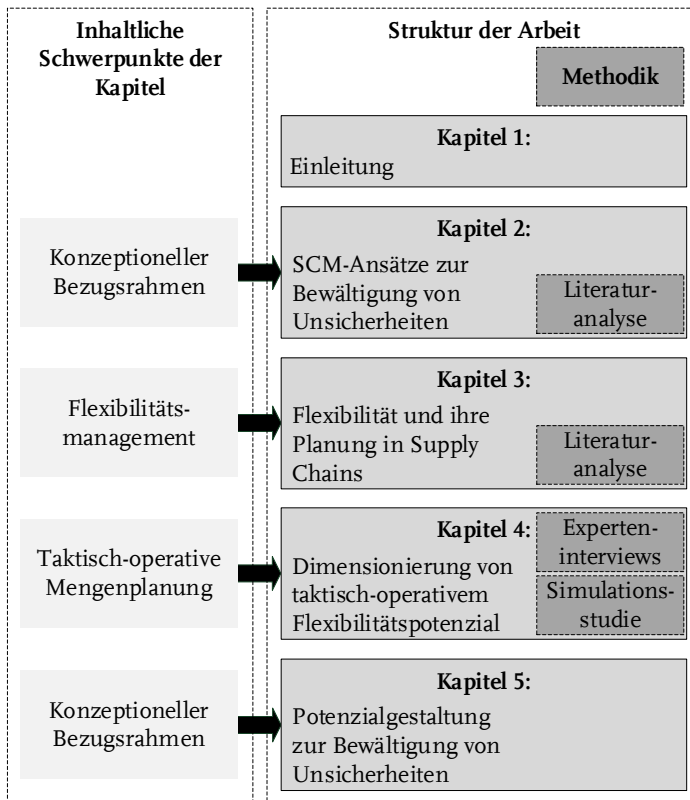 Inhaltliche
Schwerpunkte der
Kapitel
Struktur der Arbeit
Methodik
Kapitel 1:
Einleitung
Konzeptioneller
Bezugsrahmen
Kapitel 2:
SCM-Ansätze zur
Bewältigung von
Unsicherheiten
Literatur-
analyse
Flexibilitäts-
management
Kapitel 3:
Flexibilität und ihre
Planung in Supply
Chains
Literatur-
analyse
Taktisch-operative
Mengenplanung
Kapitel 4:
Dimensionierung von
taktisch-operativem
Flexibilitätspotenzial
Experten-
interviews
Simulations-
studie
Konzeptioneller
Bezugsrahmen
Kapitel 5:
Potenzialgestaltung
zur Bewältigung von
Unsicherheiten